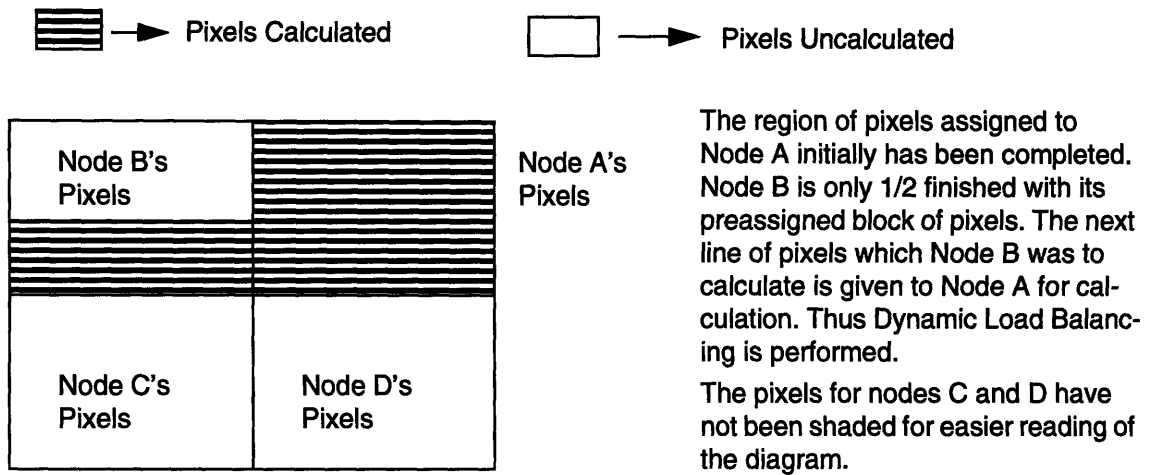 Pixels Calculated
Pixels Uncalculated
Node B's
Pixels
Node A's
Pixels
Node C's
Pixels
Node D's
Pixels
The region of pixels assigned to
Node A initially has been completed.
Node B is only 1/2 finished with its
preassigned block of pixels. The next
line of pixels which Node B was to
calculate is given to Node A for cal-
culation. Thus Dynamic Load Balanc-
ing is performed.
The pixels for nodes C and D have
not been shaded for easier reading of
the diagram.